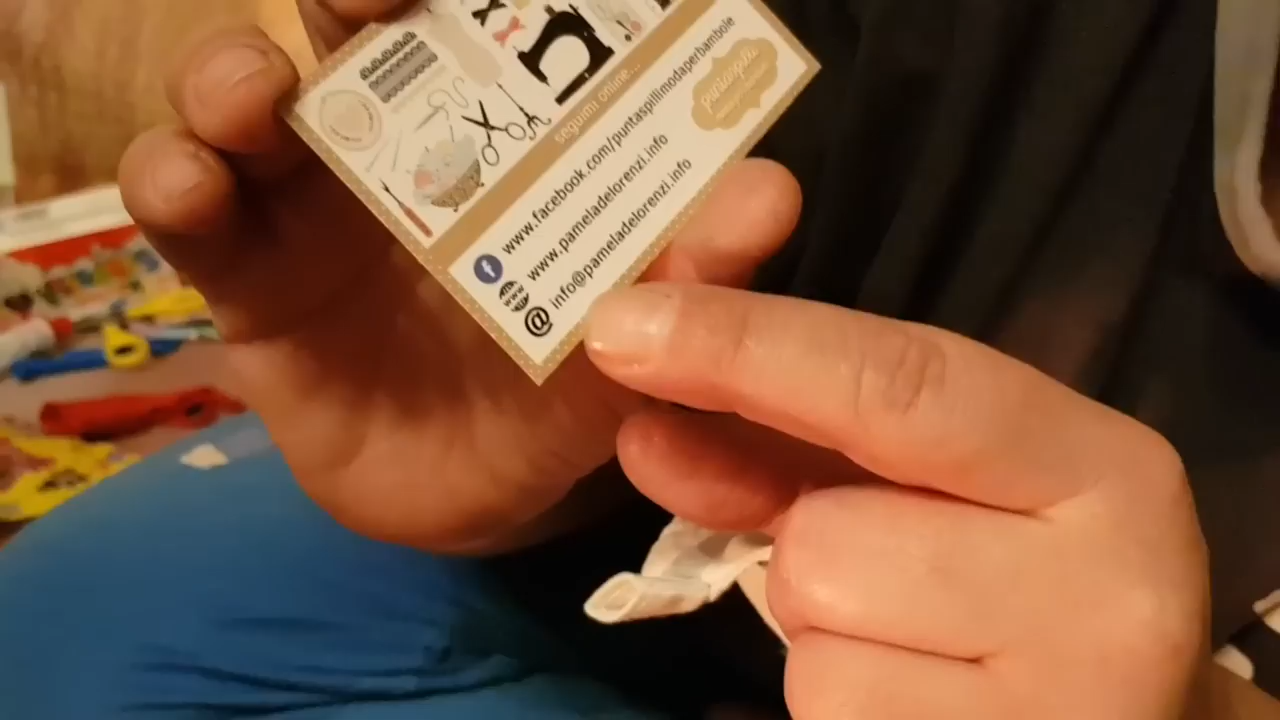 seguimi online...
www.facebook.com/puntaspillimodaperbambole
www.pameladelorenzi.info
info@pameladelorenzi.info
puntaspilli